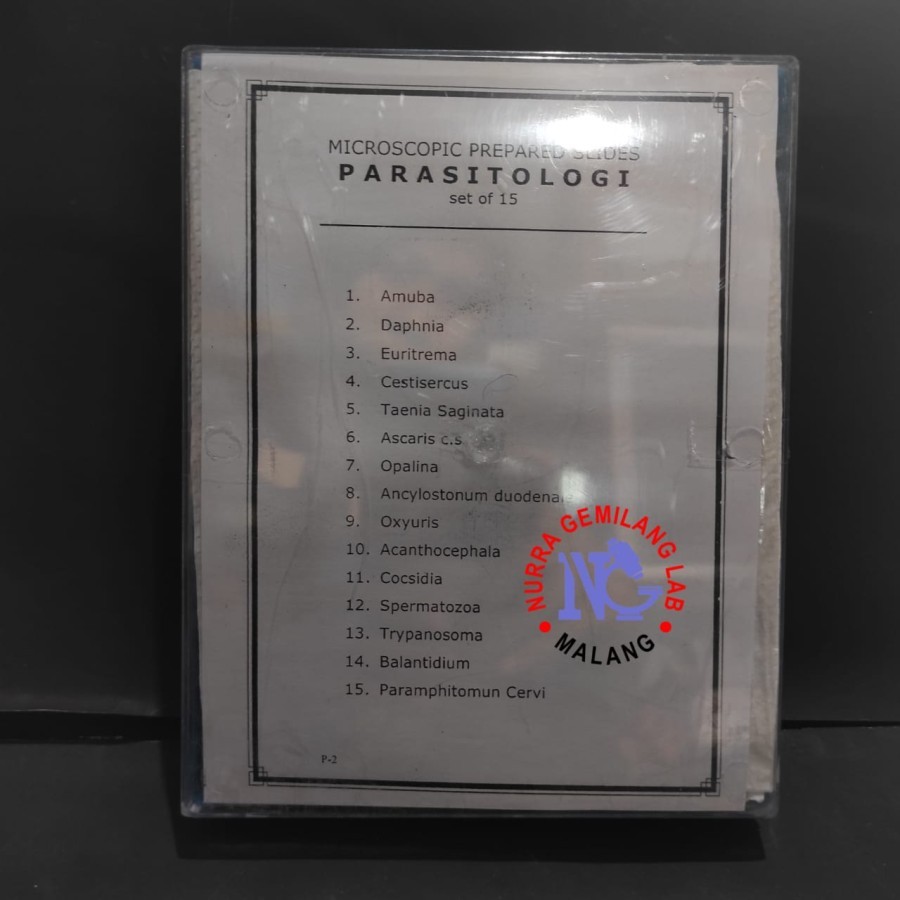 MICROSCOPIC PREPARED SLIDES
PARASITOLOGI
set of 15
1. Amuba
2. Daphnia
3. Euritrema
4. Cestisercus
5. Taenia Saginata
6. Ascaris c.s
7. Opalina
8. Ancylostonum duodenale
9. Oxyuris
10. Acanthocephala
11. Cocsidia
12. Spermatozoa
13. Trypanosoma
14. Balantidium
15. Paramphitomun Cervi
P-2
NURRA GEMILANG LAB
NG
MALANG